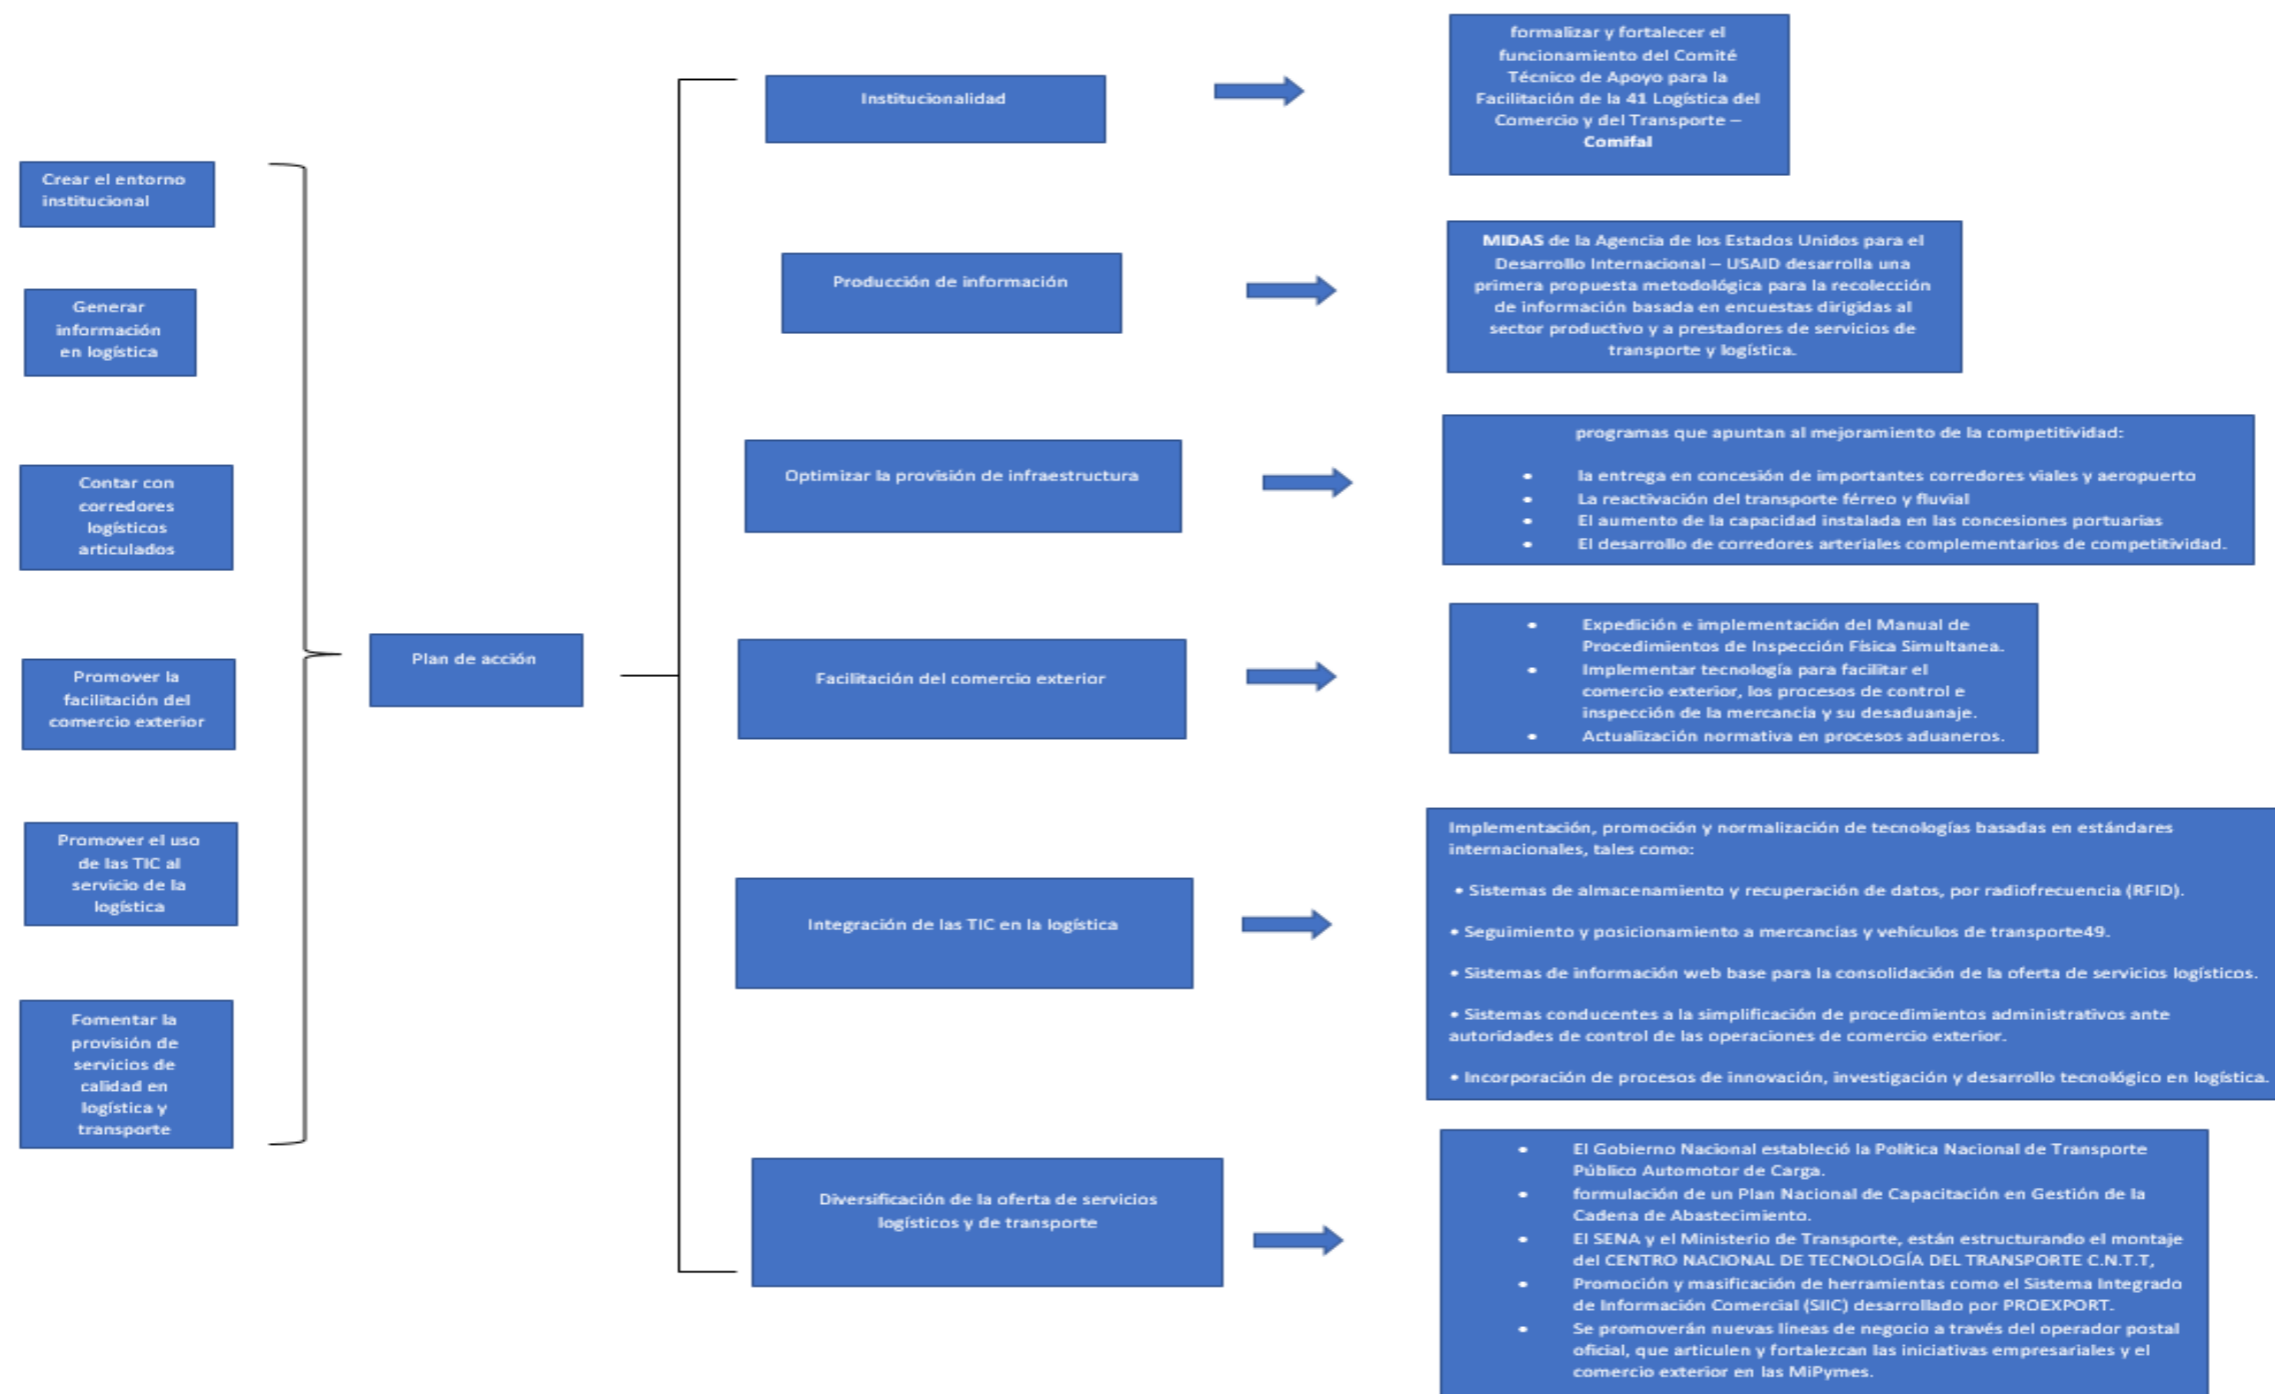 Crear el entorno
institucional
Generar
información
en logística
Contar con
corredores
logísticos
articulados
Promover la
facilitación del
comercio exterior
Promover el uso
de las TIC al
servicio de la
logística
Fomentar la
provisión de
servicios de
calidad en
logística y
transporte
Plan de acción
Institucionalidad
formalizar y fortalecer el
funcionamiento del Comité
Técnico de Apoyo para la
Facilitación de la 41 Logística del
Comercio y del Transporte –
Comifal
Producción de información
MIDAS de la Agencia de los Estados Unidos para el
Desarrollo Internacional – USAID desarrolla una
primera propuesta metodológica para la recolección
de información basada en encuestas dirigidas al
sector productivo y a prestadores de servicios de
transporte y logística.
Optimizar la provisión de infraestructura
programas que apuntan al mejoramiento de la competitividad:
• la entrega en concesión de importantes corredores viales y aeropuerto
• La reactivación del transporte férreo y fluvial
• El aumento de la capacidad instalada en las concesiones portuarias
• El desarrollo de corredores arteriales complementarios de competitividad.
Facilitación del comercio exterior
• Expedición e implementación del Manual de
Procedimientos de Inspección Física Simultanea.
• Implementar tecnología para facilitar el
comercio exterior, los procesos de control e
inspección de la mercancía y su desaduanaje.
• Actualización normativa en procesos aduaneros.
Integración de las TIC en la logística
Implementación, promoción y normalización de tecnologías basadas en estándares
internacionales, tales como:
• Sistemas de almacenamiento y recuperación de datos, por radiofrecuencia (RFID).
• Seguimiento y posicionamiento a mercancías y vehículos de transporte49.
• Sistemas de información web base para la consolidación de la oferta de servicios logísticos.
• Sistemas conducentes a la simplificación de procedimientos administrativos ante
autoridades de control de las operaciones de comercio exterior.
• Incorporación de procesos de innovación, investigación y desarrollo tecnológico en logística.
Diversificación de la oferta de servicios
logísticos y de transporte
• El Gobierno Nacional estableció la Política Nacional de Transporte
Público Automotor de Carga.
• formulación de un Plan Nacional de Capacitación en Gestión de la
Cadena de Abastecimiento.
• El SENA y el Ministerio de Transporte, están estructurando el montaje
del CENTRO NACIONAL DE TECNOLOGÍA DEL TRANSPORTE C.N.T.T,
• Promoción y masificación de herramientas como el Sistema Integrado
de Información Comercial (SIIC) desarrollado por PROEXPORT.
• Se promoverán nuevas líneas de negocio a través del operador postal
oficial, que articulen y fortalezcan las iniciativas empresariales y el
comercio exterior en las MiPymes.